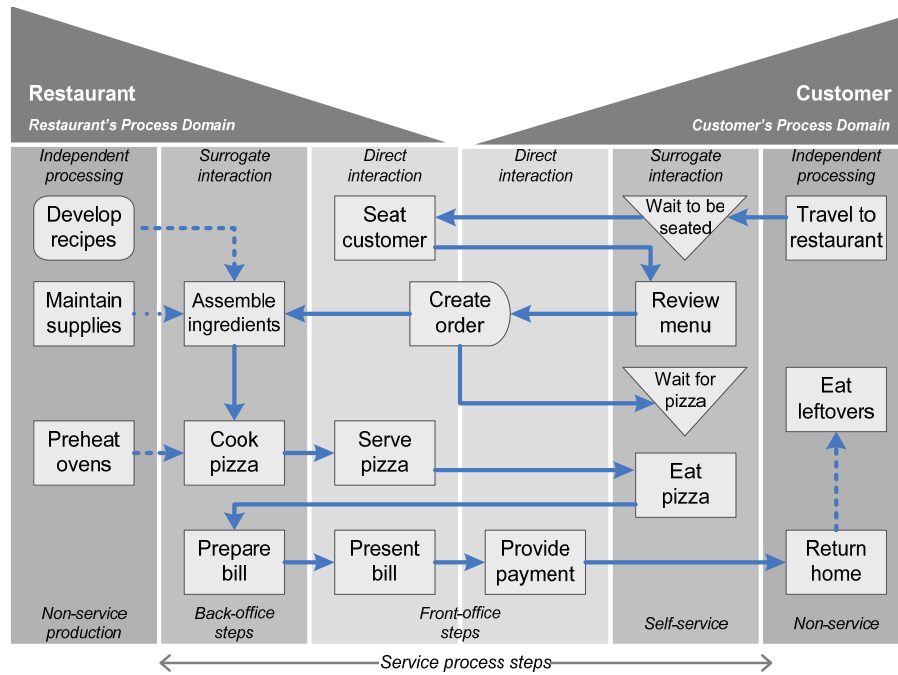 Restaurant
Customer
Restaurant's Process Domain
Customer's Process Domain
Independent
processing
Surrogate
interaction
Direct
interaction
Direct
interaction
Surrogate
interaction
Independent
processing
Develop
recipes
Seat
customer
Wait to be
seated
Travel to
restaurant
Maintain
supplies
Assemble
ingredients
Create
order
Review
menu
Wait for
pizza
Eat
leftovers
Preheat
ovens
Cook
pizza
Serve
pizza
Eat
pizza
Prepare
bill
Present
bill
Provide
payment
Return
home
Non-service
production
Back-office
steps
Front-office
steps
Self-service
Non-service
Service process steps